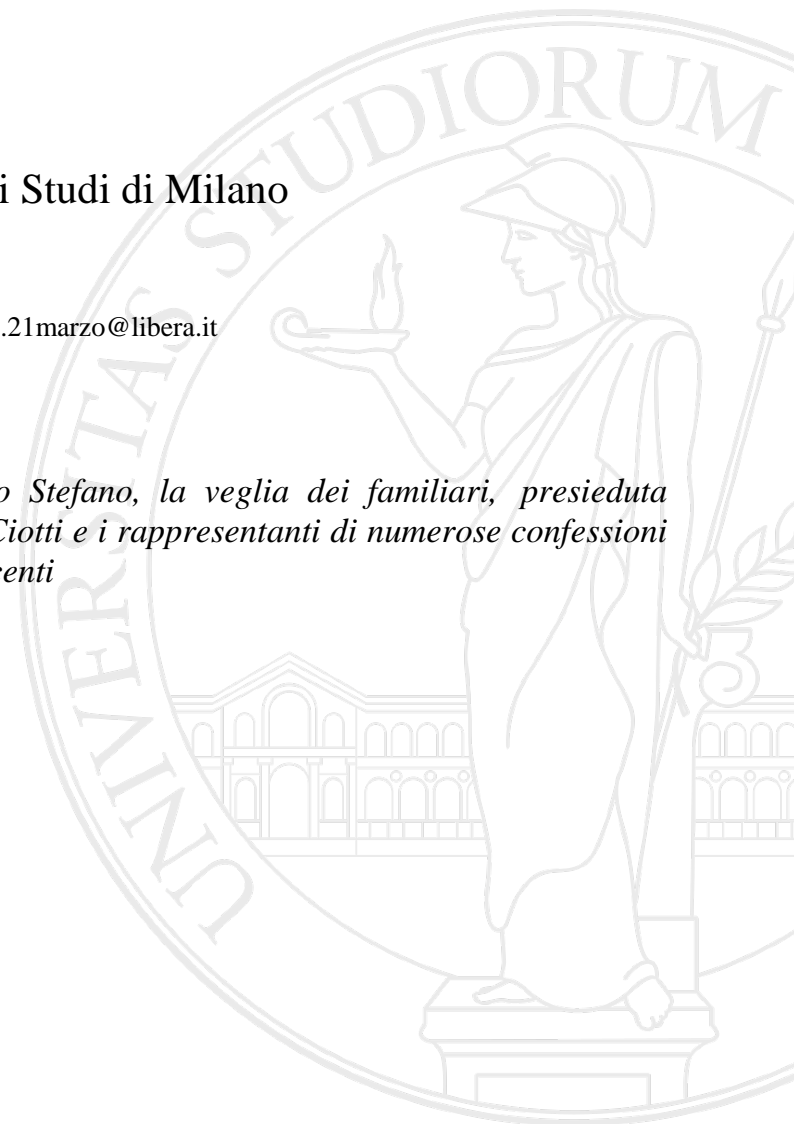 i Studi di Milano
.21marzo@libera.it
o Stefano, la veglia dei familiari, presieduta
Ciotti e i rappresentanti di numerose confessioni
centi
UNIVERSITAS STUDIORUM